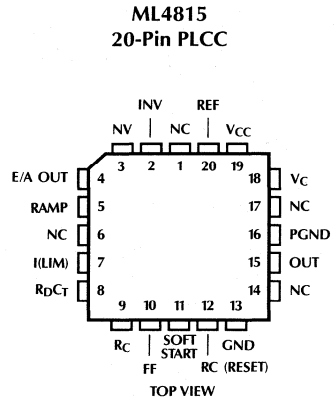 ML4815
20-Pin PLCC
INV REF
NV NC VCC
3 2 1 20 19
E/A OUT 4 18 VC
RAMP 5 17 NC
NC 6 16 PGND
I(LIM) 7 15 OUT
RDCT 8 14 NC
9 10 11 12 13
RC SOFT GND
START
FF RC (RESET)
TOP VIEW